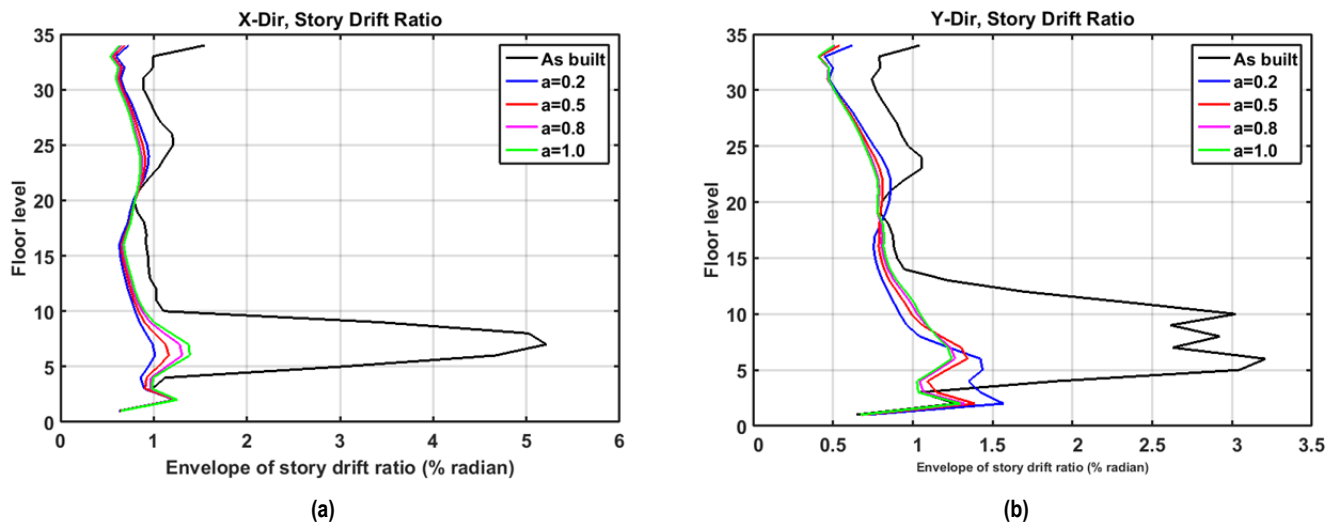 X-Dir, Story Drift Ratio
35
30
25
20
15
10
5
0
Floor level
As built
a=0.2
a=0.5
a=0.8
a=1.0
0 1 2 3 4 5 6
Envelope of story drift ratio (% radian)
(a)
Y-Dir, Story Drift Ratio
35
30
25
20
15
10
5
0
Floor level
As built
a=0.2
a=0.5
a=0.8
a=1.0
0 0.5 1 1.5 2 2.5 3 3.5
Envelope of story drift ratio (% radian)
(b)